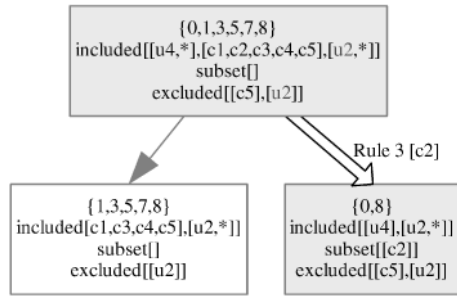 {0,1,3,5,7,8}
included[[u4,*],[c1,c2,c3,c4,c5],[u2,*]]
subset[]
excluded[[c5],[u2]]
Rule 3 [c2]
{1,3,5,7,8}
included[c1,c3,c4,c5],[u2,*]]
subset[]
excluded[[u2]]
{0,8}
included[[u4],[u2,*]]
subset[[c2]]
excluded[[c5],[u2]]